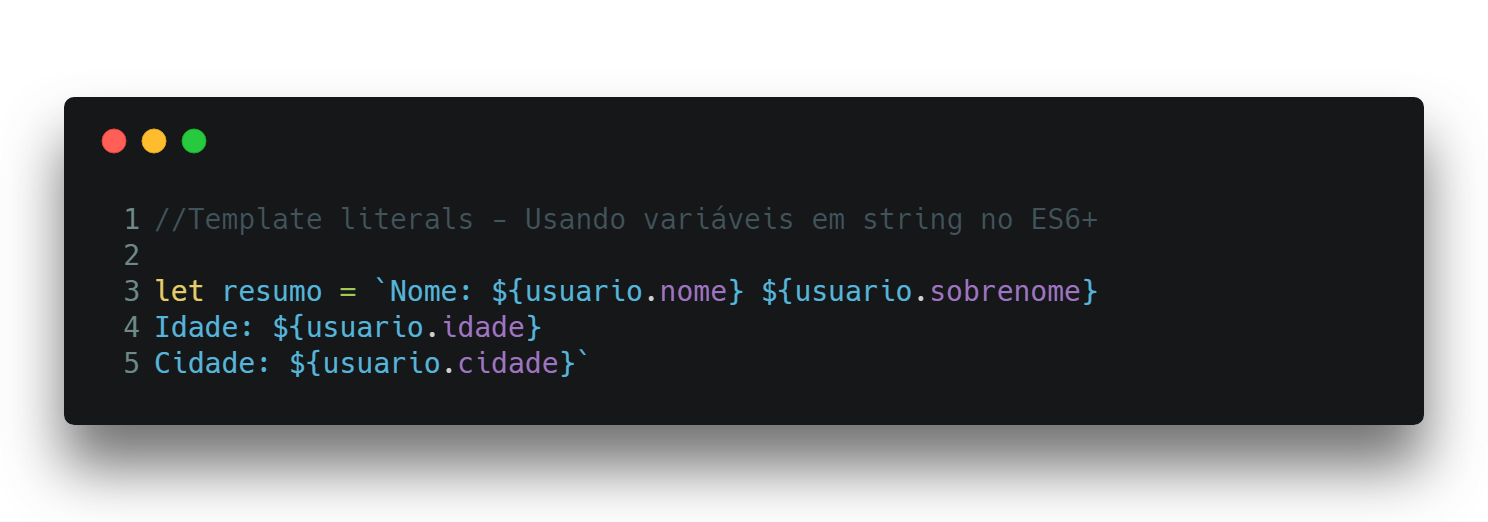 1 //Template literals - Usando variáveis em string no ES6+
2
3 let resumo = `Nome: ${usuario.nome} ${usuario.sobrenome}
4 Idade: ${usuario.idade}
5 Cidade: ${usuario.cidade}`